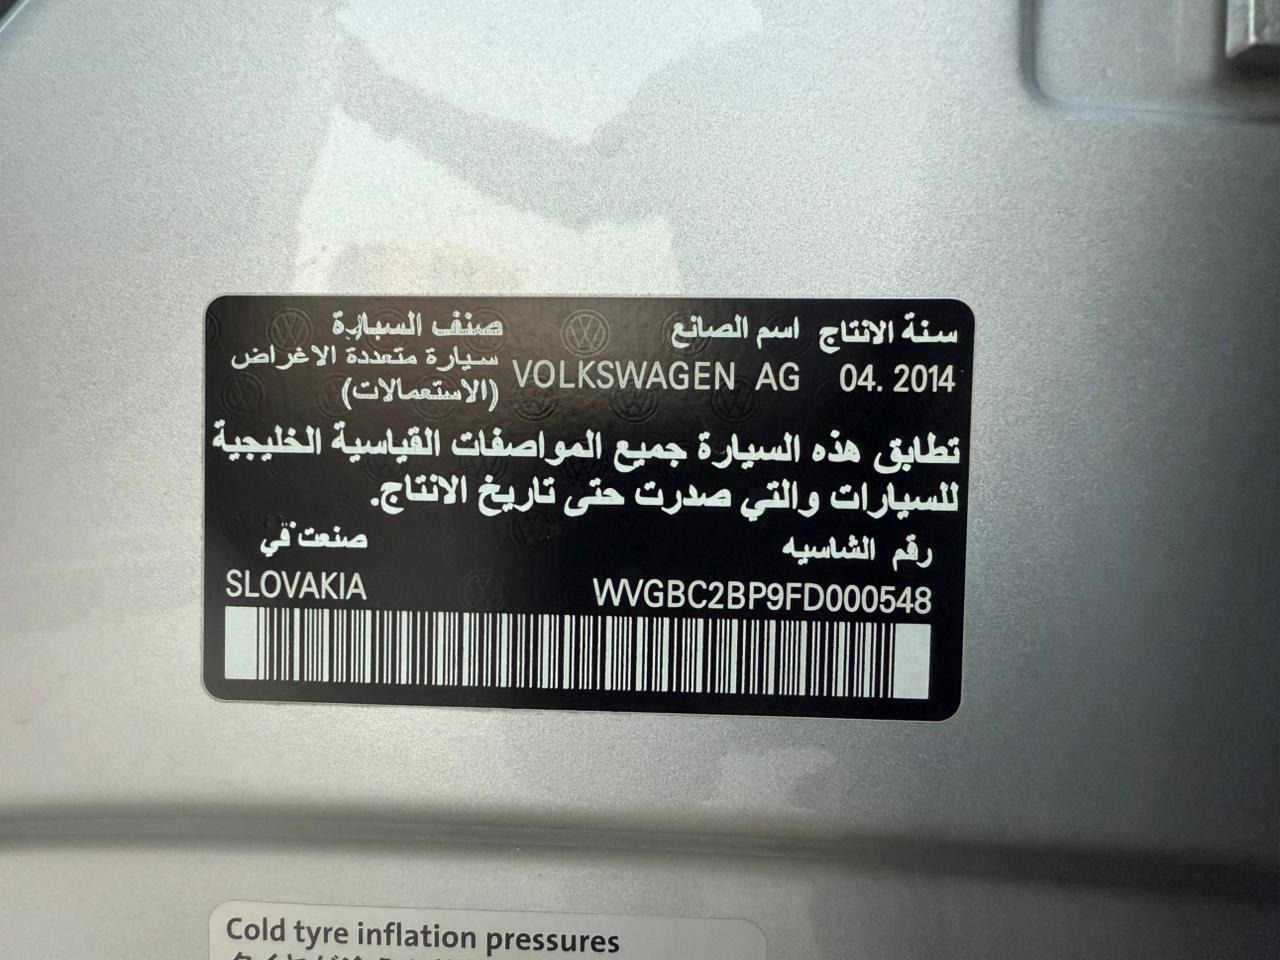 سنة الانتاج اسم الصانع صنف السيارة
04. 2014 VOLKSWAGEN AG سيارة متعددة الاغراض
(الاستعمالات)
تطابق هذه السيارة جميع المواصفات القياسية الخليجية
للسيارات والتي صدرت حتى تاريخ الانتاج.
رقم الشاسيه صنعت في
WVGBC2BP9FD000548 SLOVAKIA
Cold tyre inflation pressures